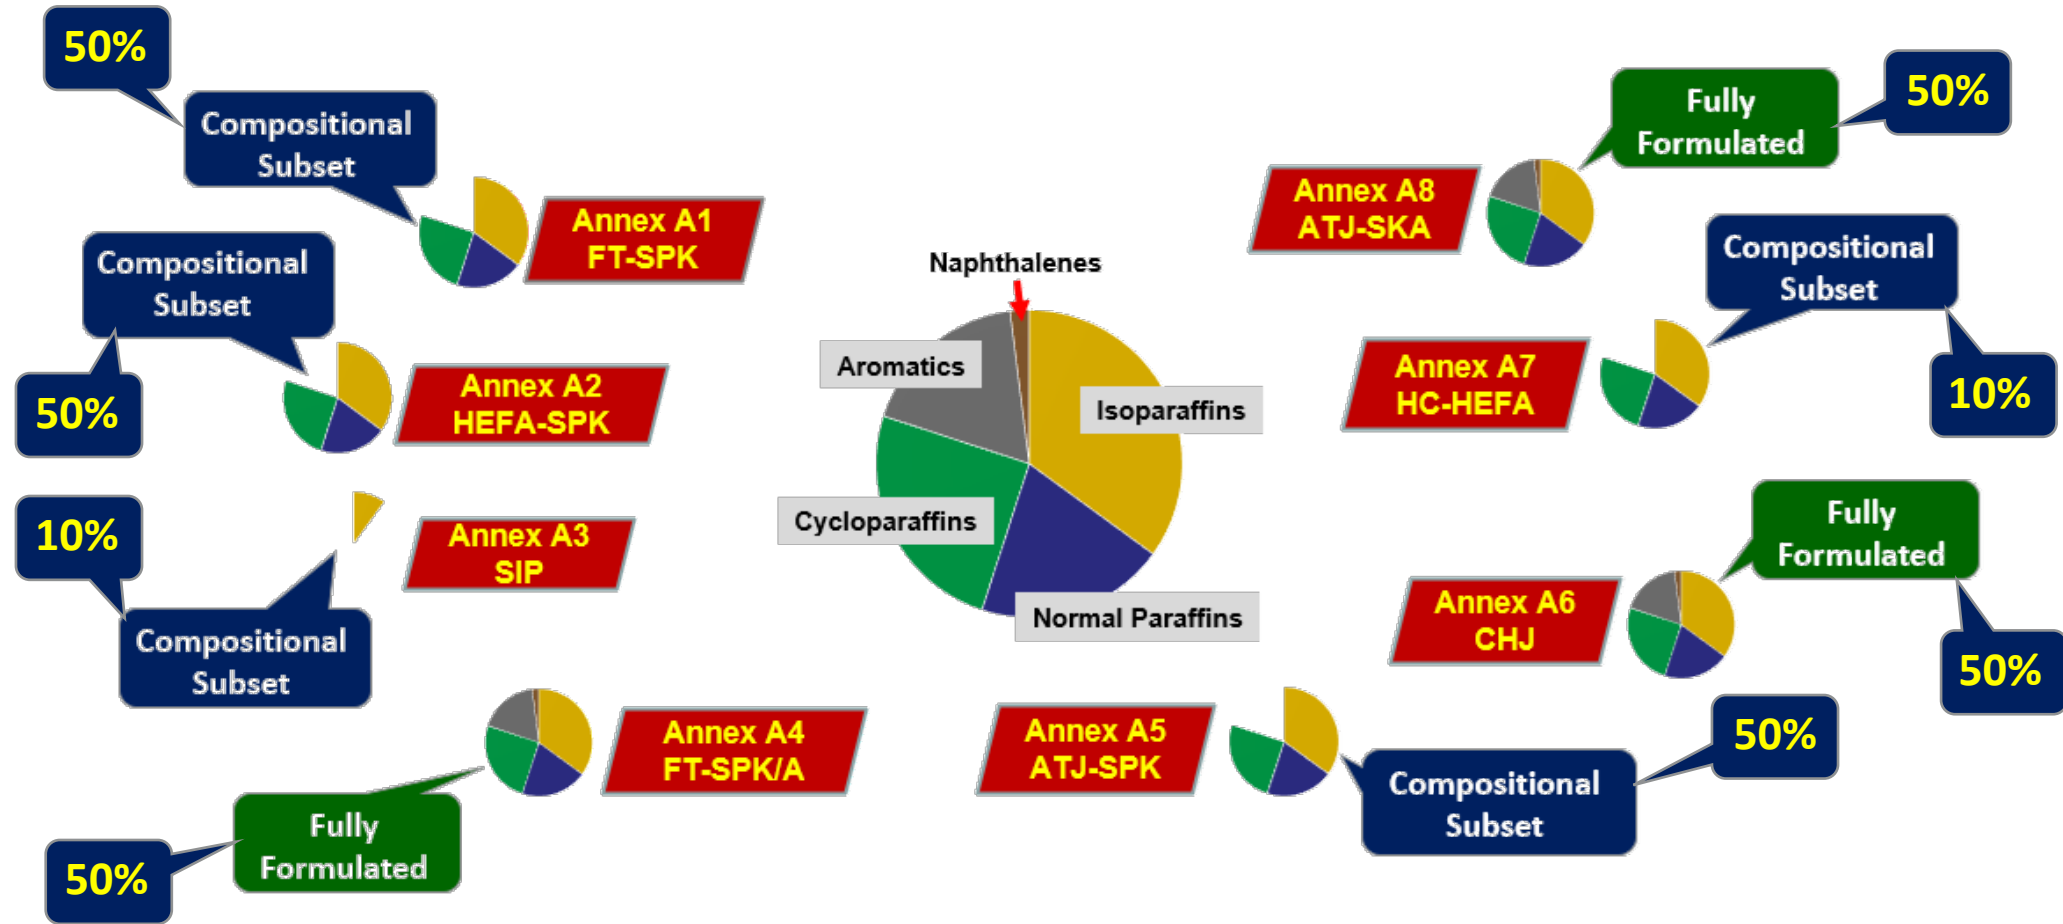 50%
Compositional
Subset
Annex A1
FT-SPK
Compositional
Subset
50%
Annex A2
HEFA-SPK
10%
Compositional
Subset
Annex A3
SIP
Annex A4
FT-SPK/A
Fully
Formulated
50%
Naphthalenes
Aromatics
Isoparaffins
Cycloparaffins
Normal Paraffins
Fully
Formulated
50%
Annex A8
ATJ-SKA
Compositional
Subset
10%
Annex A7
HC-HEFA
Fully
Formulated
50%
Annex A6
CHJ
Annex A5
ATJ-SPK
Compositional
Subset
50%